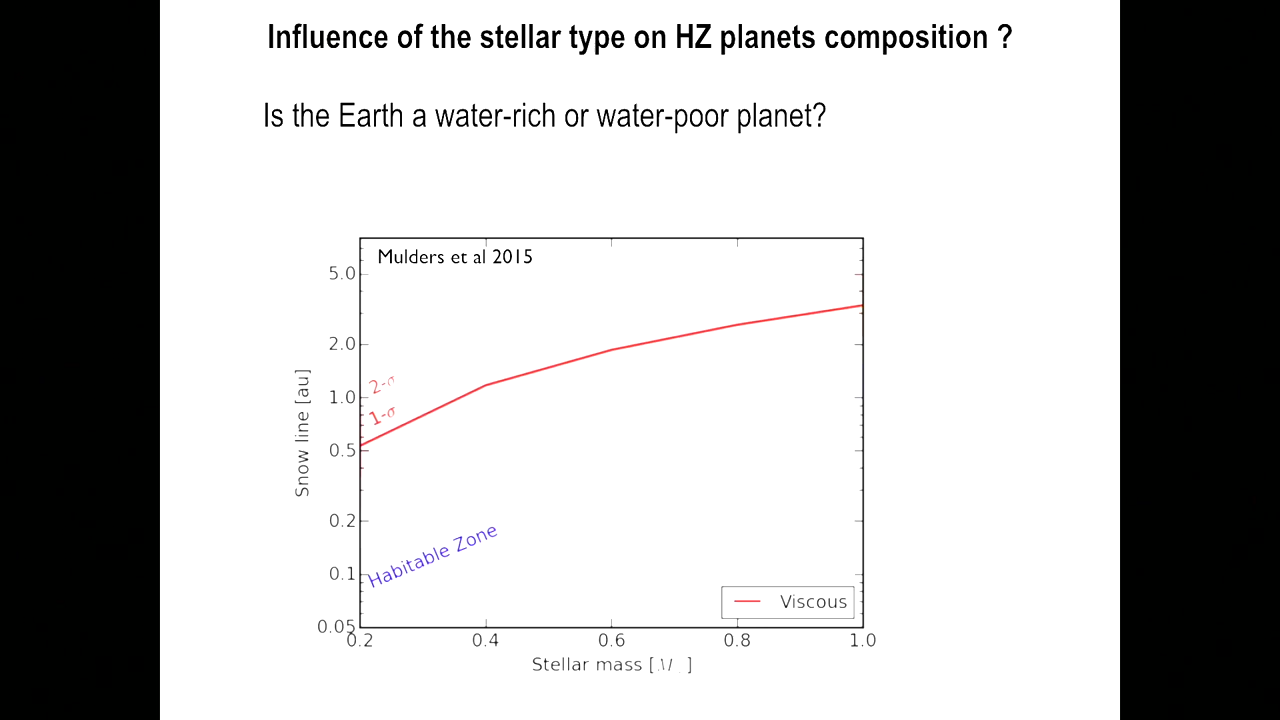 Influence of the stellar type on HZ planets composition ?
Is the Earth a water-rich or water-poor planet?
Mulders et al 2015
5.0
2.0
1.0
0.5
0.2
0.1
0.05
Snow line [au]
2-σ
1-σ
Habitable Zone
Viscous
0.2 0.4 0.6 0.8 1.0
Stellar mass [ ]